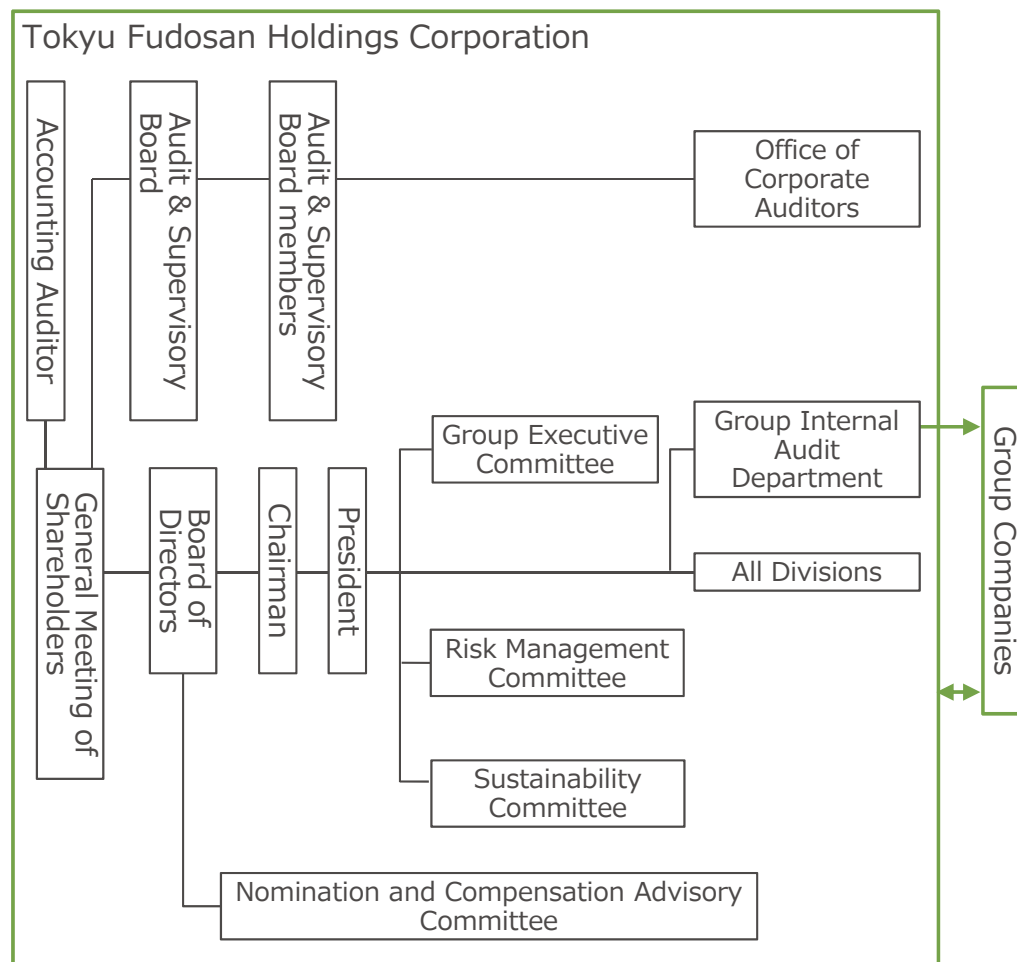 Tokyu Fudosan Holdings Corporation
Accounting Auditor
Audit & Supervisory
Board
Audit & Supervisory
Board members
Office of
Corporate
Auditors
General Meeting of
Shareholders
Board of
Directors
Chairman
President
Group Executive
Committee
Group Internal
Audit
Department
All Divisions
Risk Management
Committee
Sustainability
Committee
Nomination and Compensation Advisory
Committee
Group Companies